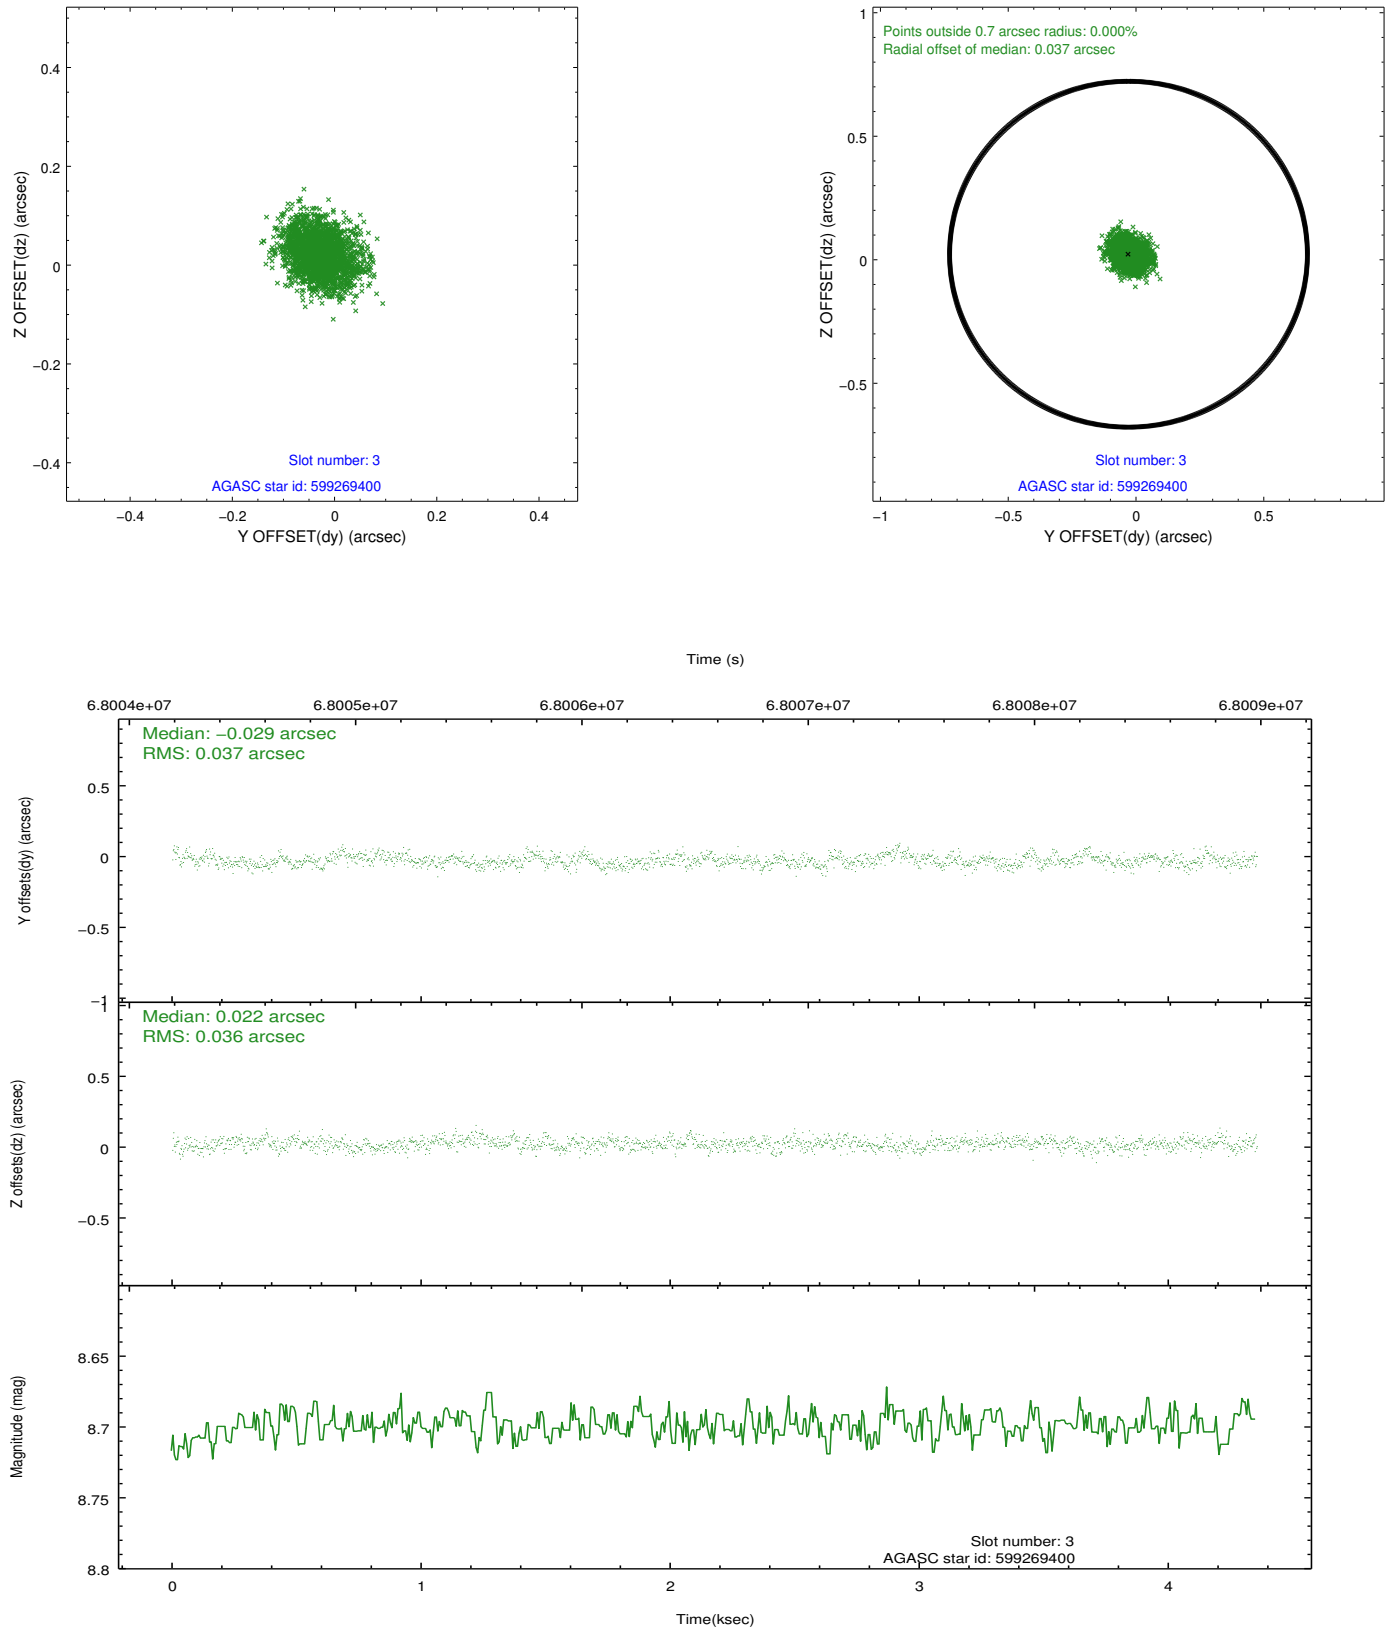 0.4
0.2
0
−0.2
−0.4
Z OFFSET(dz) (arcsec)
Slot number: 3
AGASC star id: 599269400
−0.4
−0.2
0
0.2
0.4
Y OFFSET(dy) (arcsec)
1
0.5
0
−0.5
Z OFFSET(dz) (arcsec)
Points outside 0.7 arcsec radius: 0.000%
Radial offset of median: 0.037 arcsec
Slot number: 3
AGASC star id: 599269400
−1
−0.5
0
0.5
Y OFFSET(dy) (arcsec)
Time (s)
6.8004e+07
6.8005e+07
6.8006e+07
6.8007e+07
6.8008e+07
6.8009e+07
Median: −0.029 arcsec
RMS: 0.037 arcsec
0.5
0
−0.5
−1
Y offsets(dy) (arcsec)
Median: 0.022 arcsec
RMS: 0.036 arcsec
1
0.5
0
−0.5
Z offsets(dz) (arcsec)
8.65
8.7
8.75
8.8
Magnitude (mag)
Slot number: 3
AGASC star id: 599269400
0
1
2
3
4
Time(ksec)